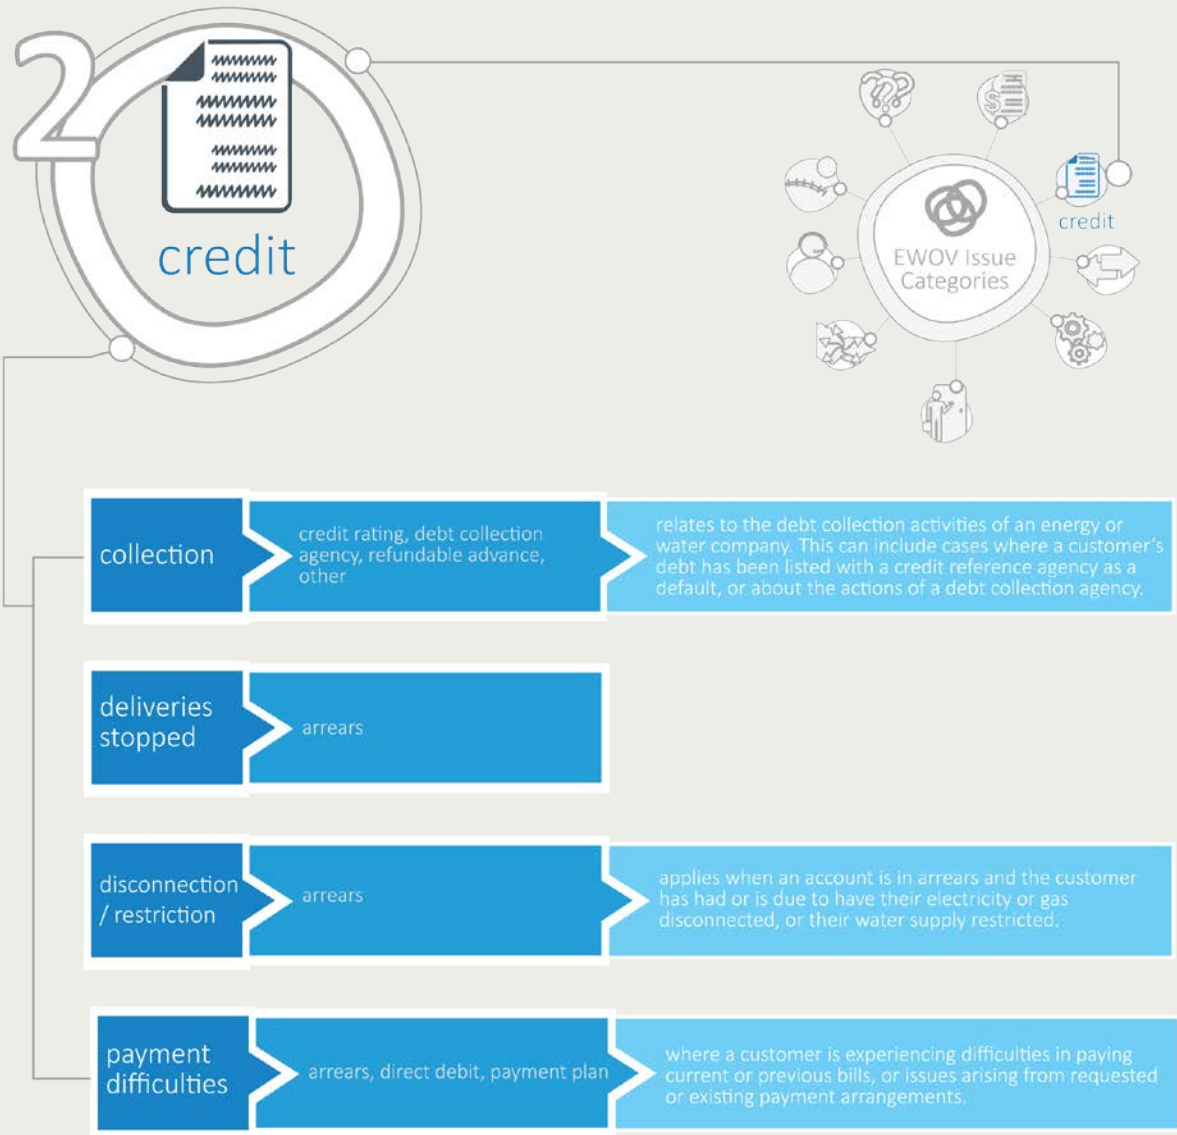 2
credit
EWOV Issue
Categories
credit
collection
credit rating, debt collection
agency, refundable advance,
other
relates to the debt collection activities of an energy or
water company. This can include cases where a customer's
debt has been listed with a credit reference agency as a
default, or about the actions of a debt collection agency.
deliveries
stopped
arrears
disconnection
/ restriction
arrears
applies when an account is in arrears and the customer
has had or is due to have their electricity or gas
disconnected, or their water supply restricted.
payment
difficulties
arrears, direct debit, payment plan
where a customer is experiencing difficulties in paying
current or previous bills, or issues arising from requested
or existing payment arrangements.